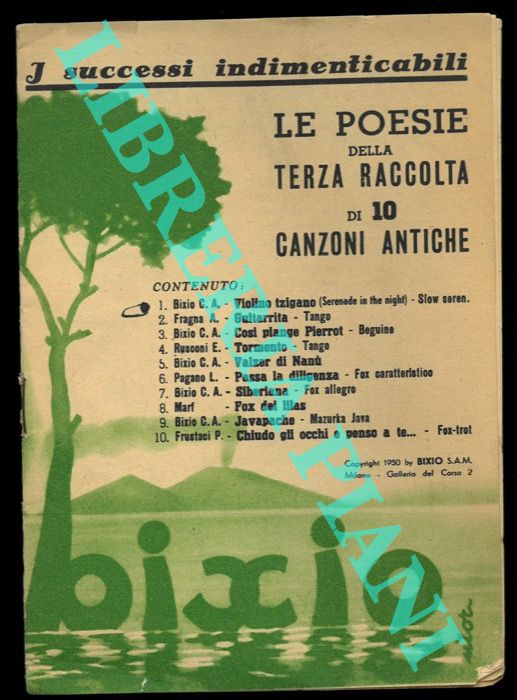 I successi indimenticabili
LE POESIE
DELLA
TERZA RACCOLTA
DI 10
CANZONI ANTICHE
CONTENUTO:
1. Bixio C. A. - Violino tzigano (Serenade in the night) - Slow seren.
2. Fragna A. - Guitarrita - Tango
3. Bixio C. A. - Così piange Pierrot - Beguine
4. Rusconi E. - Tormento - Tango
5. Bixio C. A. - Valzer di Nanù
6. Pagano L. - Passa la diligenza - Fox caratteristico
7. Bixio C. A. - Siberiana - Fox allegro
8. Marf - Fox dei lilas
9. Bixio C. A. - Javapache - Mazurka Java
10. Frustaci P. - Chiudo gli occhi e penso a te... - Fox-trot
Copyright 1950 by BIXIO S.A.M.
Milano - Galleria del Corso 2
bixio
LIBRERIA PIANI